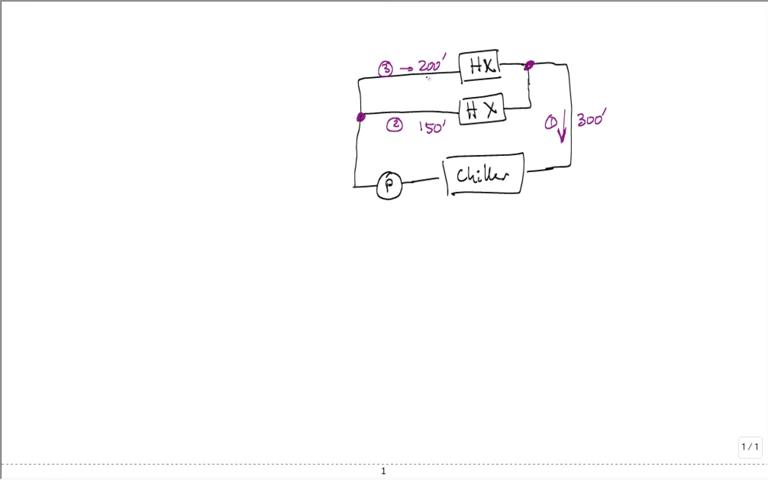 ③ → 200' HX
② 150' HX
① 300'
P Chiller
1 / 1
1